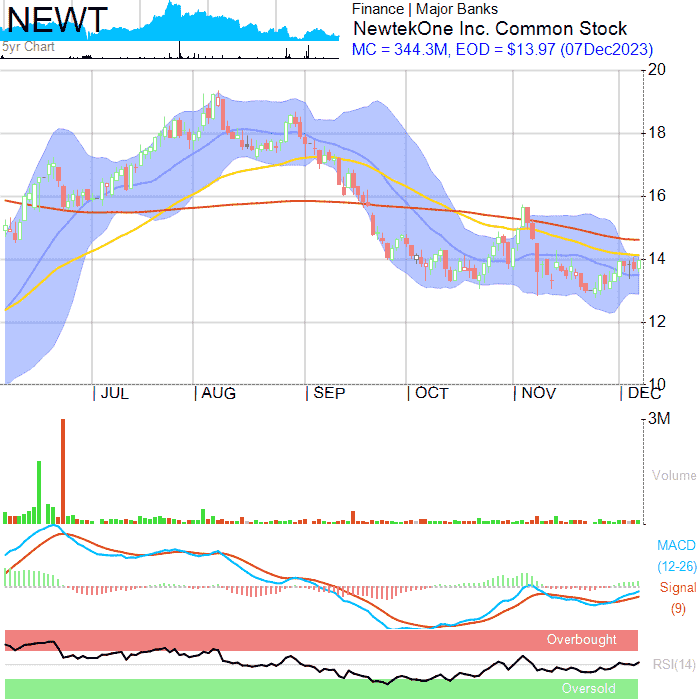 NEWT
5yr Chart
Finance | Major Banks
NewtekOne Inc. Common Stock
MC = 344.3M, EOD = $13.97 (07Dec2023)
20
18
16
14
12
10
JUL AUG SEP OCT NOV DEC
3M
Volume
MACD
(12-26)
Signal
(9)
Overbought
RSI(14)
Oversold